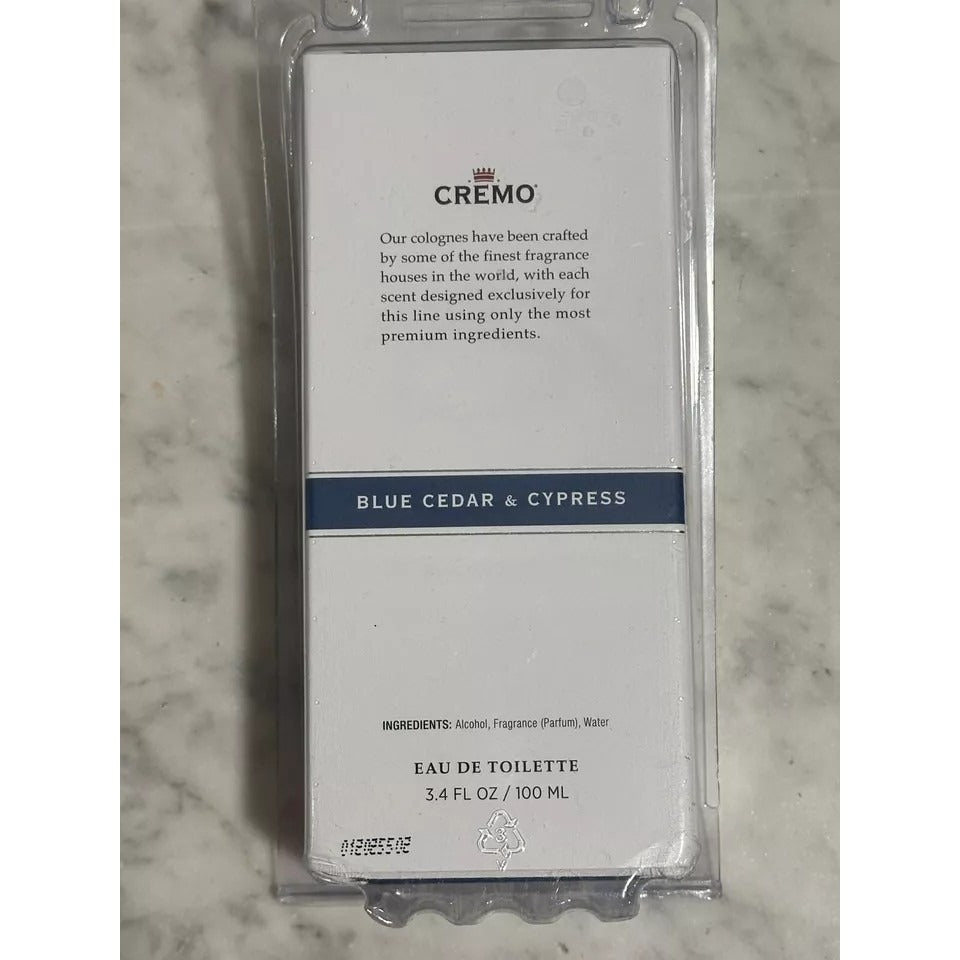 CREMO
Our colognes have been crafted
by some of the finest fragrance
houses in the world, with each
scent designed exclusively for
this line using only the most
premium ingredients.
BLUE CEDAR & CYPRESS
INGREDIENTS: Alcohol, Fragrance (Parfum), Water
EAU DE TOILETTE
3.4 FL OZ / 100 ML
3